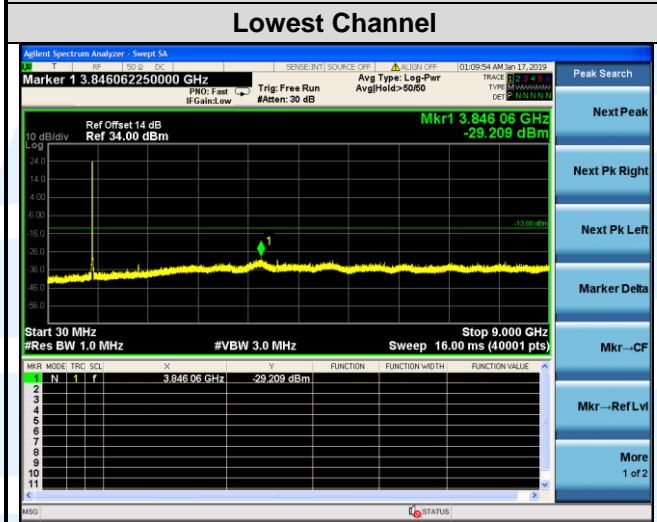 Lowest Channel
Agilent Spectrum Analyzer - Swept SA
T RF 50 Ω DC SENSE:INT SOURCE OFF ALIGN OFF 01:09:54 AM Jan 17, 2019
Marker 1 3.846062250000 GHz
PNO: Fast
IFGain:Low
Trig: Free Run
#Atten: 30 dB
Avg Type: Log-Pwr
Avg|Hold:>50/50
TRACE 1 2 3 4 5 6
TYPE MWWWWW
DET P N N N N N
Peak Search
Next Peak
Next Pk Right
Next Pk Left
Marker Delta
Mkr→CF
Mkr→Ref Lvl
More
1 of 2
Ref Offset 14 dB
10 dB/div Ref 34.00 dBm
Log
Mkr1 3.846 06 GHz
-29.209 dBm
24.0
14.0
4.00
-6.00
-13.00 dBm
-16.0
1
-26.0
-36.0
-46.0
-56.0
Start 30 MHz Stop 9.000 GHz
#Res BW 1.0 MHz #VBW 3.0 MHz Sweep 16.00 ms (40001 pts)
MKR MODE TRC SCL X Y FUNCTION FUNCTION WIDTH FUNCTION VALUE
1 N 1 f 3.846 06 GHz -29.209 dBm
2
3
4
5
6
7
8
9
10
11
MSG STATUS